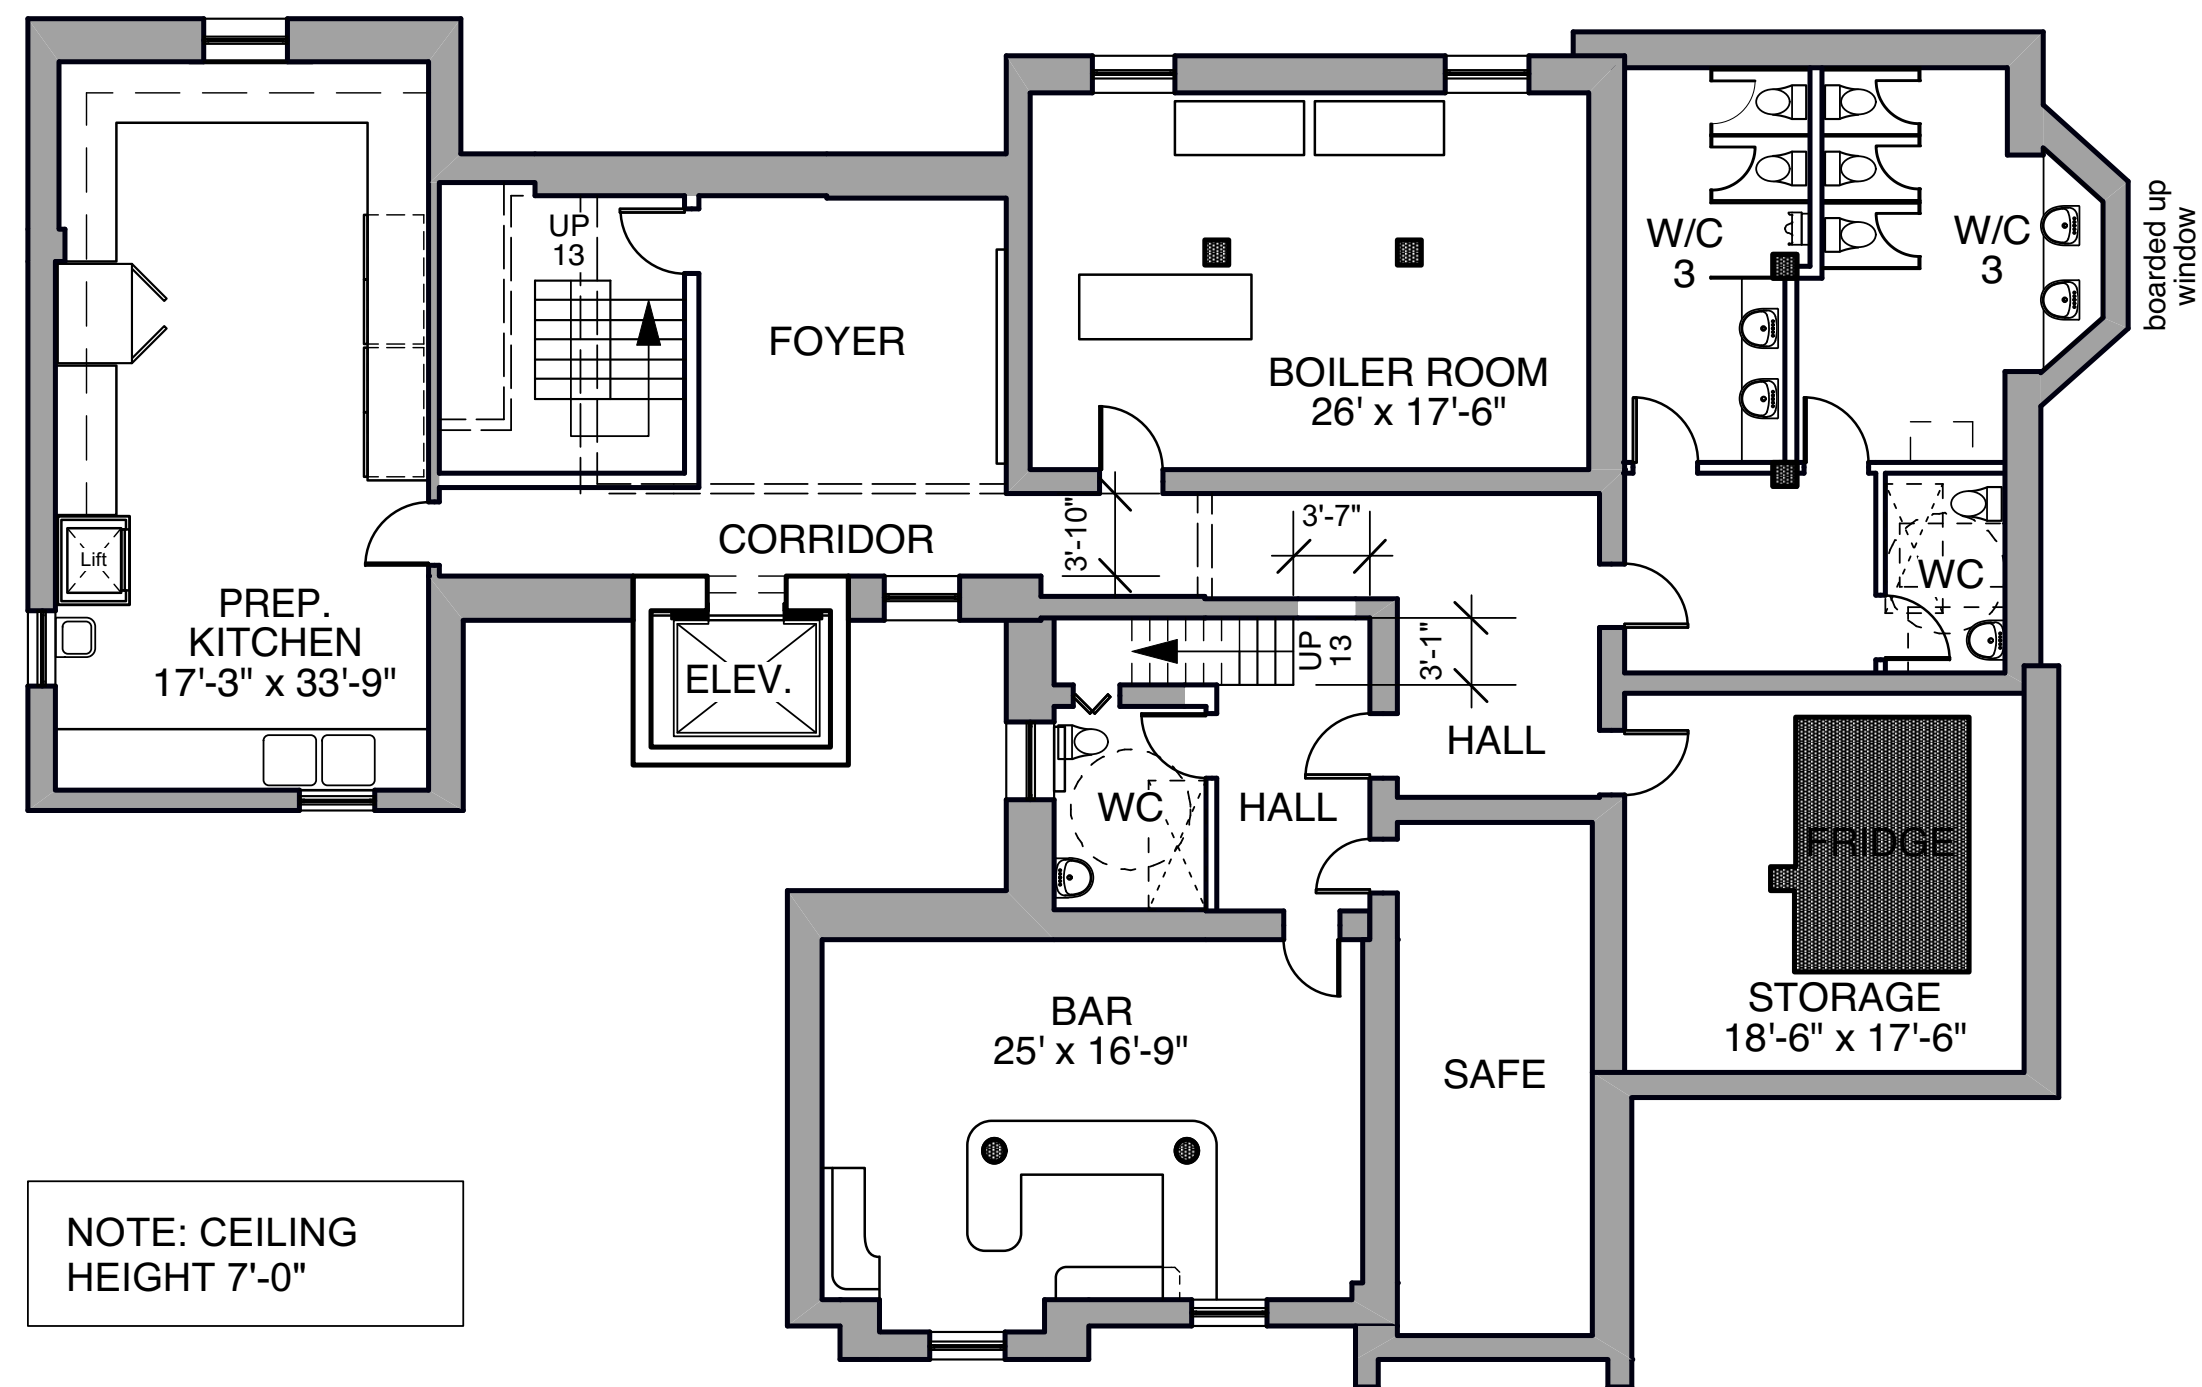 UP
13
FOYER
BOILER ROOM
26' x 17'-6"
W/C
3
W/C
3
boarded up
window
CORRIDOR
3'-10"
3'-7"
Lift
PREP.
KITCHEN
17'-3" x 33'-9"
ELEV.
UP
13
3'-1"
WC
HALL
WC
HALL
FRIDGE
STORAGE
18'-6" x 17'-6"
BAR
25' x 16'-9"
SAFE
NOTE: CEILING
HEIGHT 7'-0"